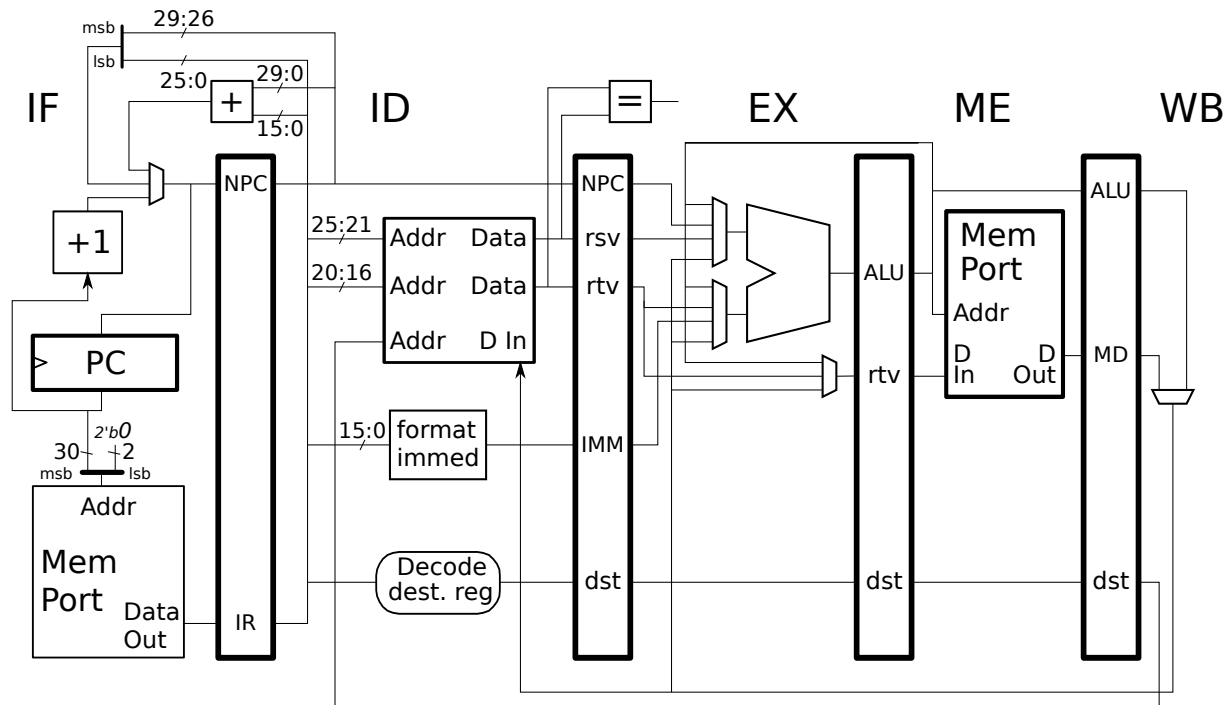 29:26
msb
lsb
25:0
29:0
15:0
+
=
IF
ID
EX
ME
WB
NPC
NPC
ALU
+1
25:21
Addr
Data
rsv
20:16
Addr
Data
rtv
ALU
Mem
Port
Addr
Addr
D In
PC
D
In
D
Out
MD
rtv
2'b0
30
2
msb
lsb
15:0
format
immed
IMM
Addr
Mem
Port
Data
Out
IR
Decode
dest. reg
dst
dst
dst